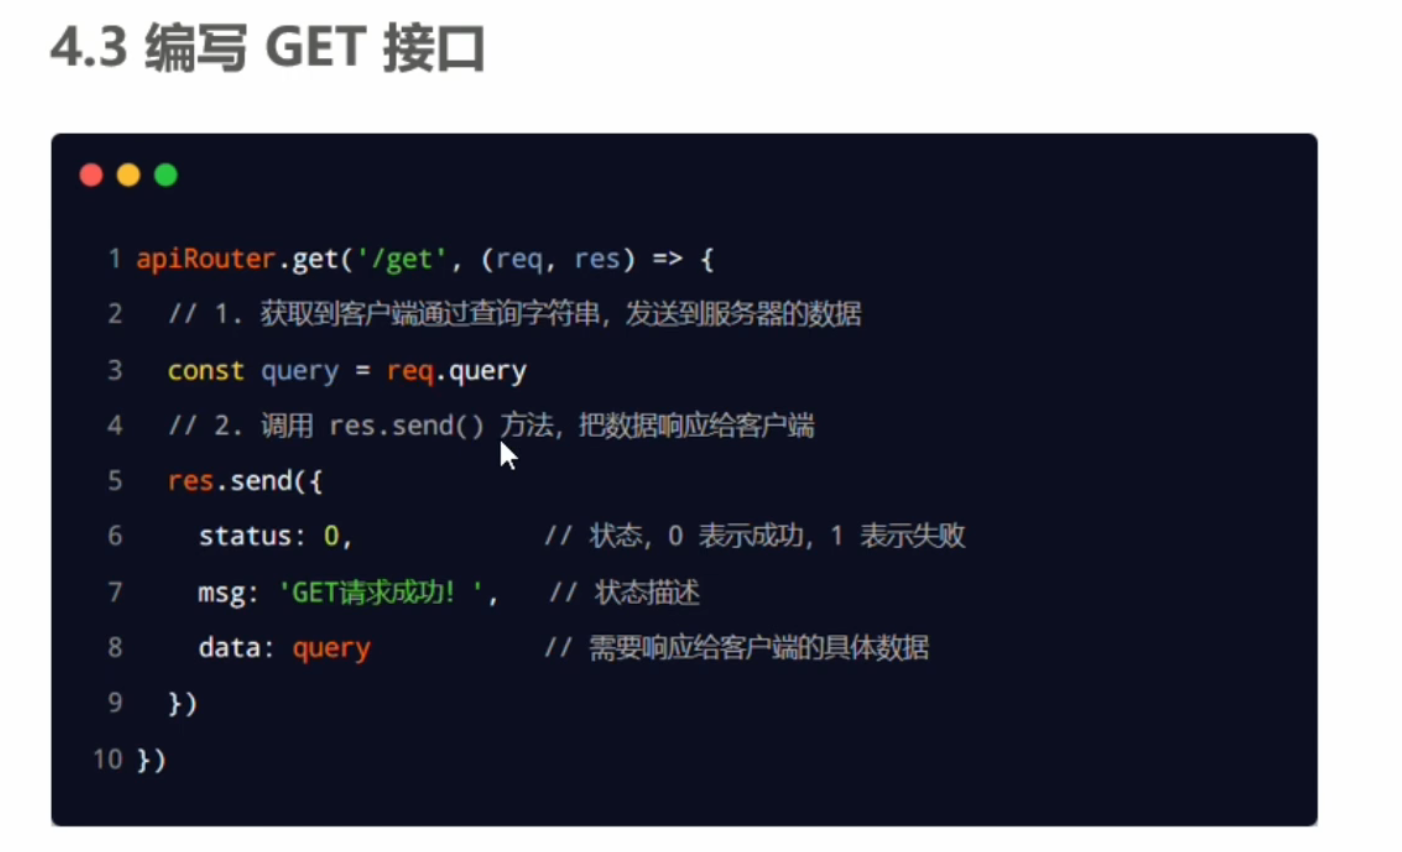 4.3 编写 GET 接口
1 apiRouter.get('/get', (req, res) => {
2 // 1. 获取到客户端通过查询字符串，发送到服务器的数据
3 const query = req.query
4 // 2. 调用 res.send() 方法，把数据响应给客户端
5 res.send({
6 status: 0, // 状态，0 表示成功，1 表示失败
7 msg: 'GET请求成功！', // 状态描述
8 data: query // 需要响应给客户端的具体数据
9 })
10 })